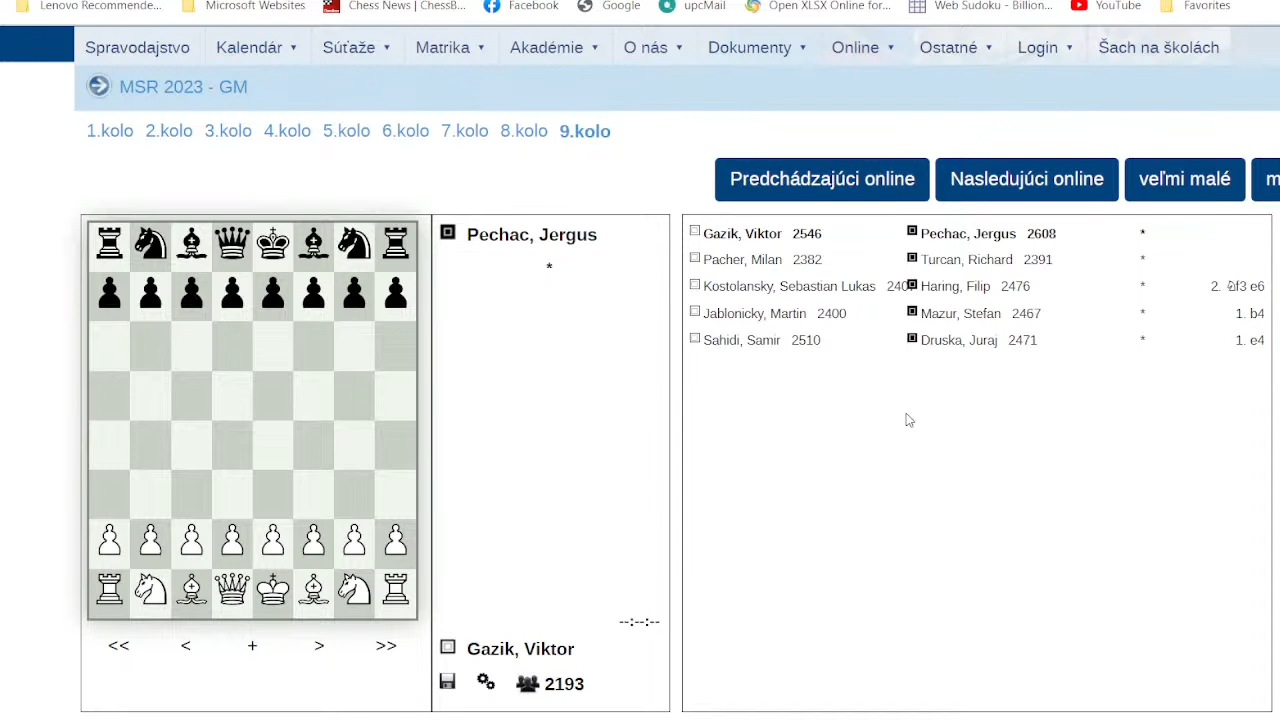 Lenovo Recommende... Microsoft Websites Chess News | ChessB... Facebook Google upcMail Open XLSX Online for... Web Sudoku - Billion... YouTube Favorites
Spravodajstvo Kalendár Súťaže Matrika Akadémie O nás Dokumenty Online Ostatné Login Šach na školách
MSR 2023 - GM
1.kolo 2.kolo 3.kolo 4.kolo 5.kolo 6.kolo 7.kolo 8.kolo 9.kolo
Predchádzajúci online Nasledujúci online veľmi malé m
Pechac, Jergus
*
Gazik, Viktor 2546 Pechac, Jergus 2608 *
Pacher, Milan 2382 Turcan, Richard 2391 *
Kostolansky, Sebastian Lukas Haring, Filip 2476 * 2. ♘f3 e6
Jablonicky, Martin 2400 Mazur, Stefan 2467 * 1. b4
Sahidi, Samir 2510 Druska, Juraj 2471 * 1. e4
--:--:--
<< < + > >>
Gazik, Viktor
2193